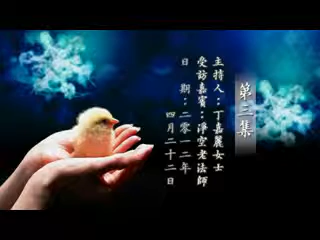 第三集
主持人：丁嘉麗女士
受訪嘉賓：淨空老法師
日　期：二零一二年
四月二十二日